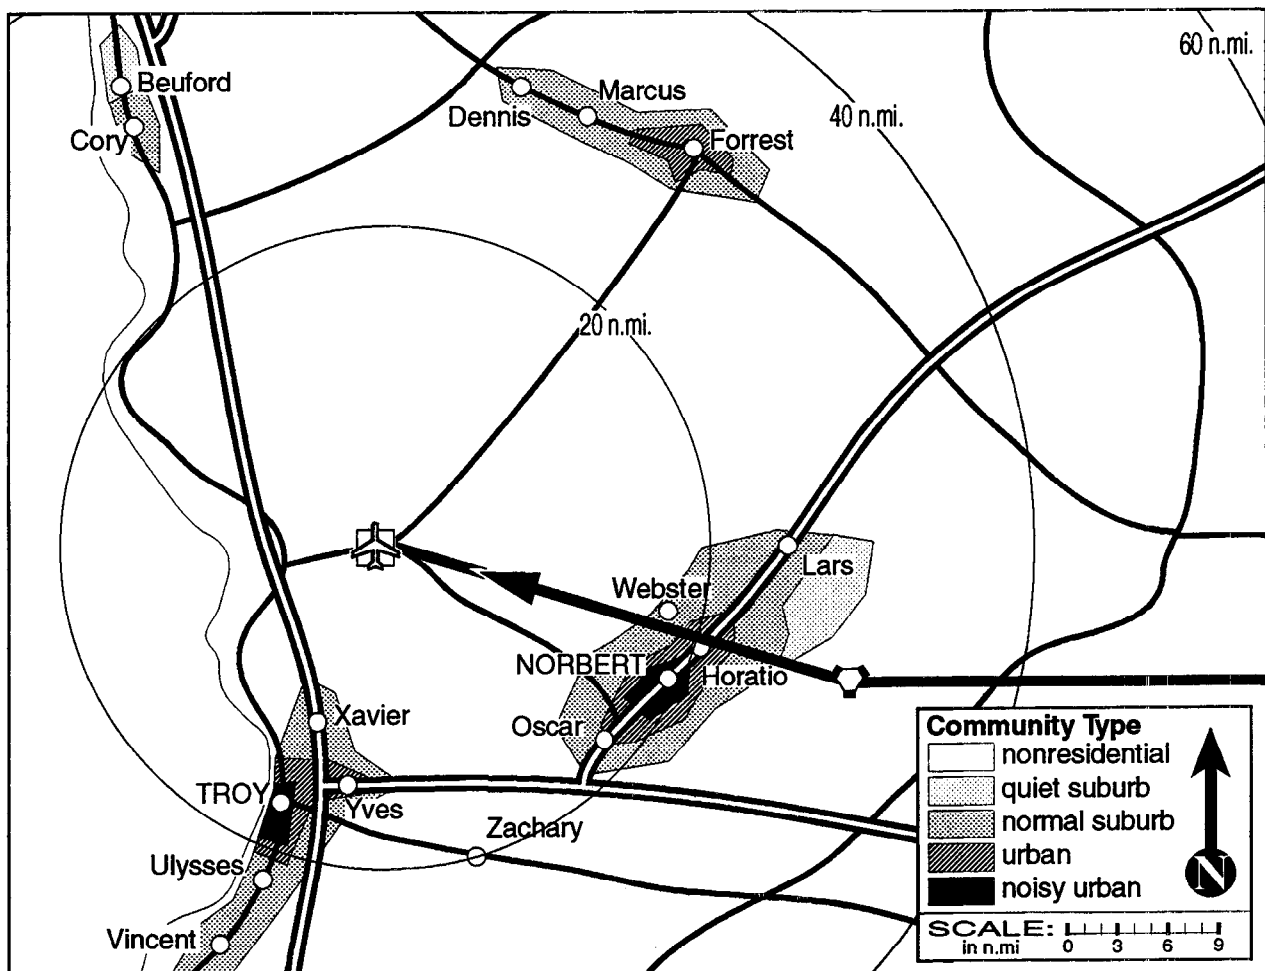 60 n.mi.
Beuford
Marcus
40 n.mi.
Dennis
Cory
Forrest
20 n.mi.
Lars
Webster
NORBERT
Horatio
Xavier
Oscar
TROY
Yves
Zachary
Ulysses
Vincent
Community Type
nonresidential
quiet suburb
normal suburb
urban
noisy urban
N
SCALE:
in n.mi
0 3 6 9